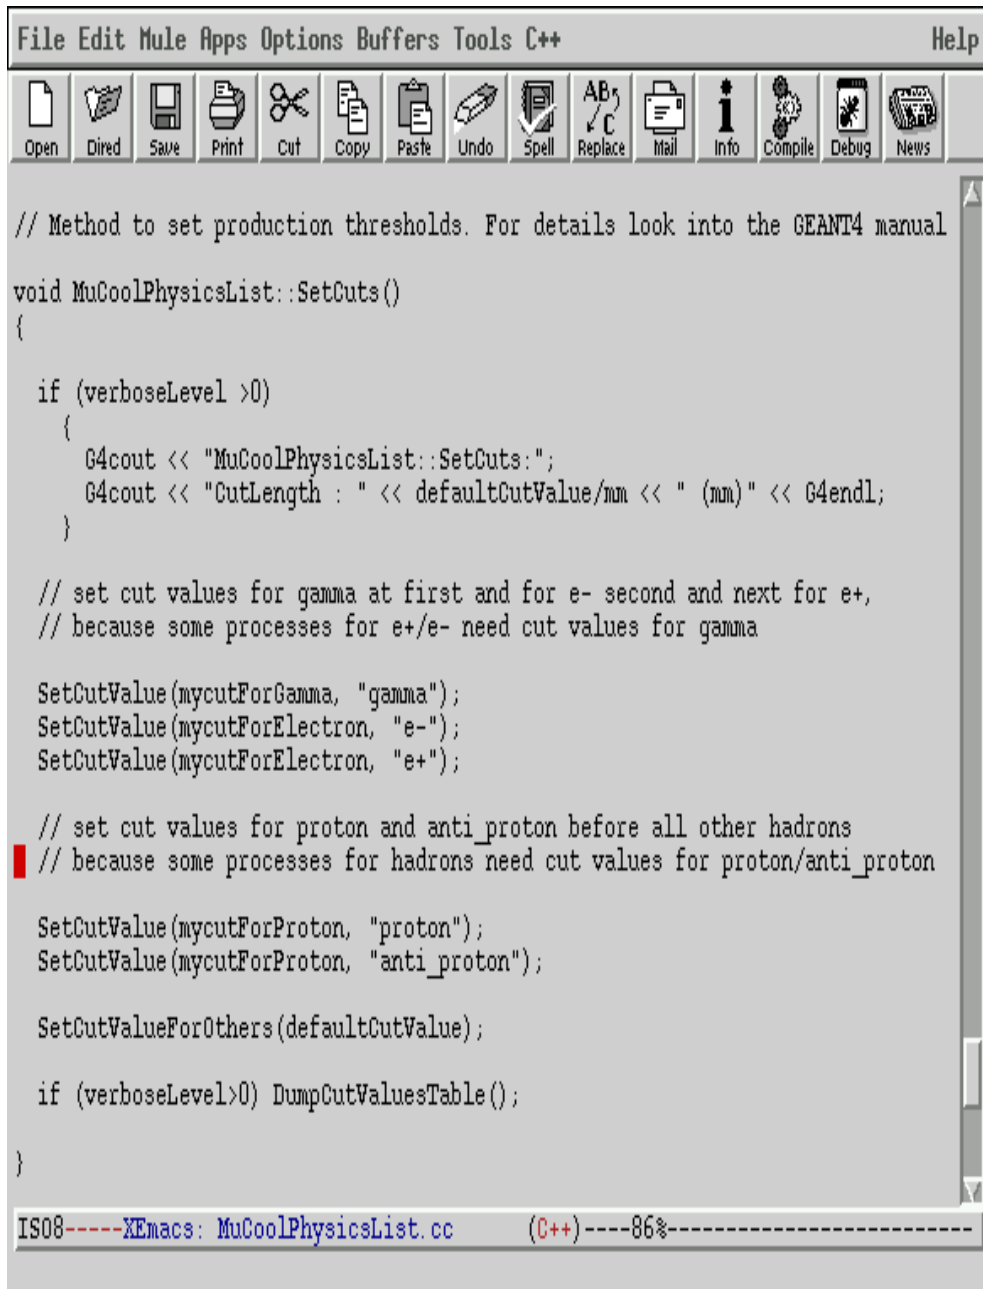 File Edit Mule Apps Options Buffers Tools C++ Help
Open Dired Save Print Cut Copy Paste Undo Spell Replace Mail Info Compile Debug News
// Method to set production thresholds. For details look into the GEANT4 manual
void MuCoolPhysicsList::SetCuts()
{
if (verboseLevel >0)
{
G4cout << "MuCoolPhysicsList::SetCuts:";
G4cout << "CutLength : " << defaultCutValue/mm << " (mm)" << G4endl;
}
// set cut values for gamma at first and for e- second and next for e+,
// because some processes for e+/e- need cut values for gamma
SetCutValue(mycutForGamma, "gamma");
SetCutValue(mycutForElectron, "e-");
SetCutValue(mycutForElectron, "e+");
// set cut values for proton and anti_proton before all other hadrons
// because some processes for hadrons need cut values for proton/anti_proton
SetCutValue(mycutForProton, "proton");
SetCutValue(mycutForProton, "anti_proton");
SetCutValueForOthers(defaultCutValue);
if (verboseLevel>0) DumpCutValuesTable();
}
ISO8-----XEmacs: MuCoolPhysicsList.cc (C++)----86%-------------------------